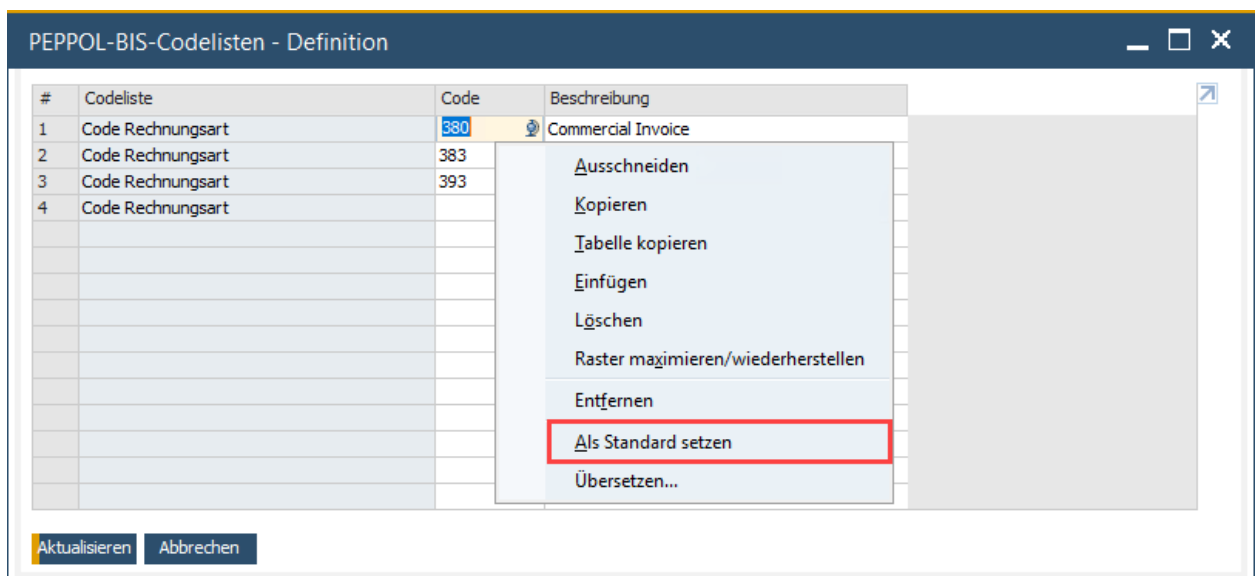 PEPPOL-BIS-Codelisten - Definition
# Codeliste Code Beschreibung
1 Code Rechnungsart 380 Commercial Invoice
2 Code Rechnungsart 383
3 Code Rechnungsart 393
4 Code Rechnungsart
Ausschneiden
Kopieren
Tabelle kopieren
Einfügen
Löschen
Raster maximieren/wiederherstellen
Entfernen
Als Standard setzen
Übersetzen...
Aktualisieren Abbrechen